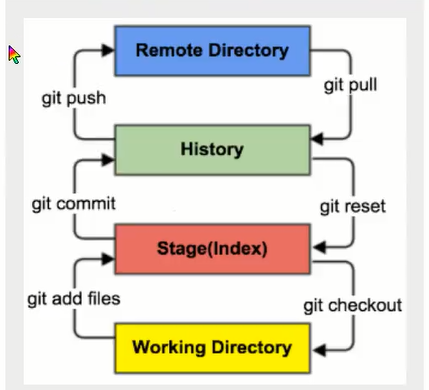 Remote Directory
git push
git pull
History
git commit
git reset
Stage(Index)
git add files
git checkout
Working Directory